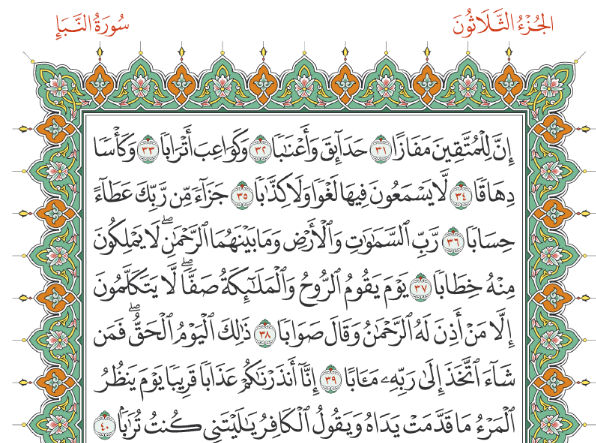 الجُزْءُ الثَّلَاثُونَ
سُورَةُ النَّبَإِ
إِنَّ لِلْمُتَّقِينَ مَفَازًا ٣١ حَدَآئِقَ وَأَعْنَٰبًا ٣٢ وَكَوَاعِبَ أَتْرَابًا ٣٣ وَكَأْسًا
دِهَاقًا ٣٤ لَّا يَسْمَعُونَ فِيهَا لَغْوًا وَلَا كِذَّٰبًا ٣٥ جَزَآءً مِّن رَّبِّكَ عَطَآءً
حِسَابًا ٣٦ رَّبِّ ٱلسَّمَٰوَٰتِ وَٱلْأَرْضِ وَمَا بَيْنَهُمَا ٱلرَّحْمَٰنِۖ لَا يَمْلِكُونَ
مِنْهُ خِطَابًا ٣٧ يَوْمَ يَقُومُ ٱلرُّوحُ وَٱلْمَلَٰٓئِكَةُ صَفًّاۖ لَّا يَتَكَلَّمُونَ
إِلَّا مَنْ أَذِنَ لَهُ ٱلرَّحْمَٰنُ وَقَالَ صَوَابًا ٣٨ ذَٰلِكَ ٱلْيَوْمُ ٱلْحَقُّۖ فَمَن
شَآءَ ٱتَّخَذَ إِلَىٰ رَبِّهِۦ مَـَٔابًا ٣٩ إِنَّآ أَنذَرْنَٰكُمْ عَذَابًا قَرِيبًا يَوْمَ يَنظُرُ
ٱلْمَرْءُ مَا قَدَّمَتْ يَدَاهُ وَيَقُولُ ٱلْكَافِرُ يَٰلَيْتَنِى كُنتُ تُرَٰبًۢا ٤٠